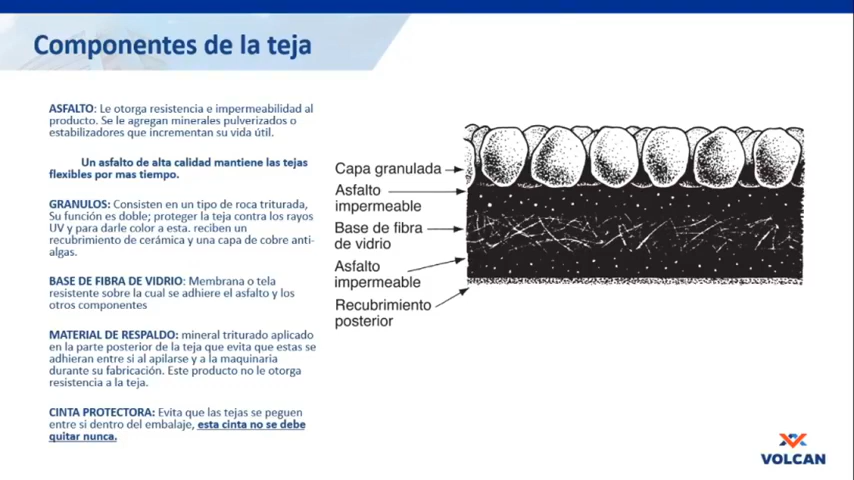 Componentes de la teja
ASFALTO: Le otorga resistencia e impermeabilidad al
producto. Se le agregan minerales pulverizados o
estabilizadores que incrementan su vida útil.
Un asfalto de alta calidad mantiene las tejas
flexibles por mas tiempo.
GRANULOS: Consisten en un tipo de roca triturada,
Su función es doble; proteger la teja contra los rayos
UV y para darle color a esta. reciben un
recubrimiento de cerámica y una capa de cobre anti-
algas.
BASE DE FIBRA DE VIDRIO: Membrana o tela
resistente sobre la cual se adhiere el asfalto y los
otros componentes
MATERIAL DE RESPALDO: mineral triturado aplicado
en la parte posterior de la teja que evita que estas se
adhieran entre si al apilarse y a la maquinaria
durante su fabricación. Este producto no le otorga
resistencia a la teja.
CINTA PROTECTORA: Evita que las tejas se peguen
entre si dentro del embalaje, esta cinta no se debe
quitar nunca.
Capa granulada
Asfalto
impermeable
Base de fibra
de vidrio
Asfalto
impermeable
Recubrimiento
posterior
VOLCAN